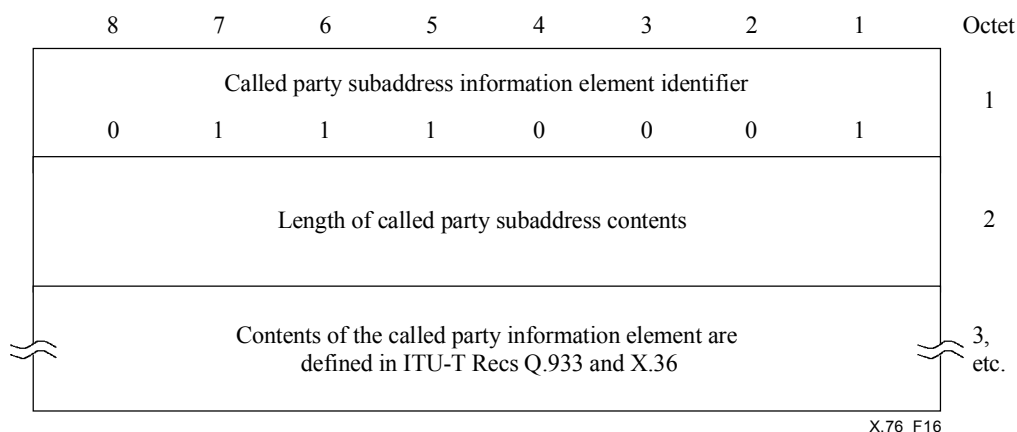 8 7 6 5 4 3 2 1 Octet
Called party subaddress information element identifier
1
0 1 1 1 0 0 0 1
Length of called party subaddress contents 2
Contents of the called party information element are 3,
defined in ITU-T Recs Q.933 and X.36 etc.
X.76_F16